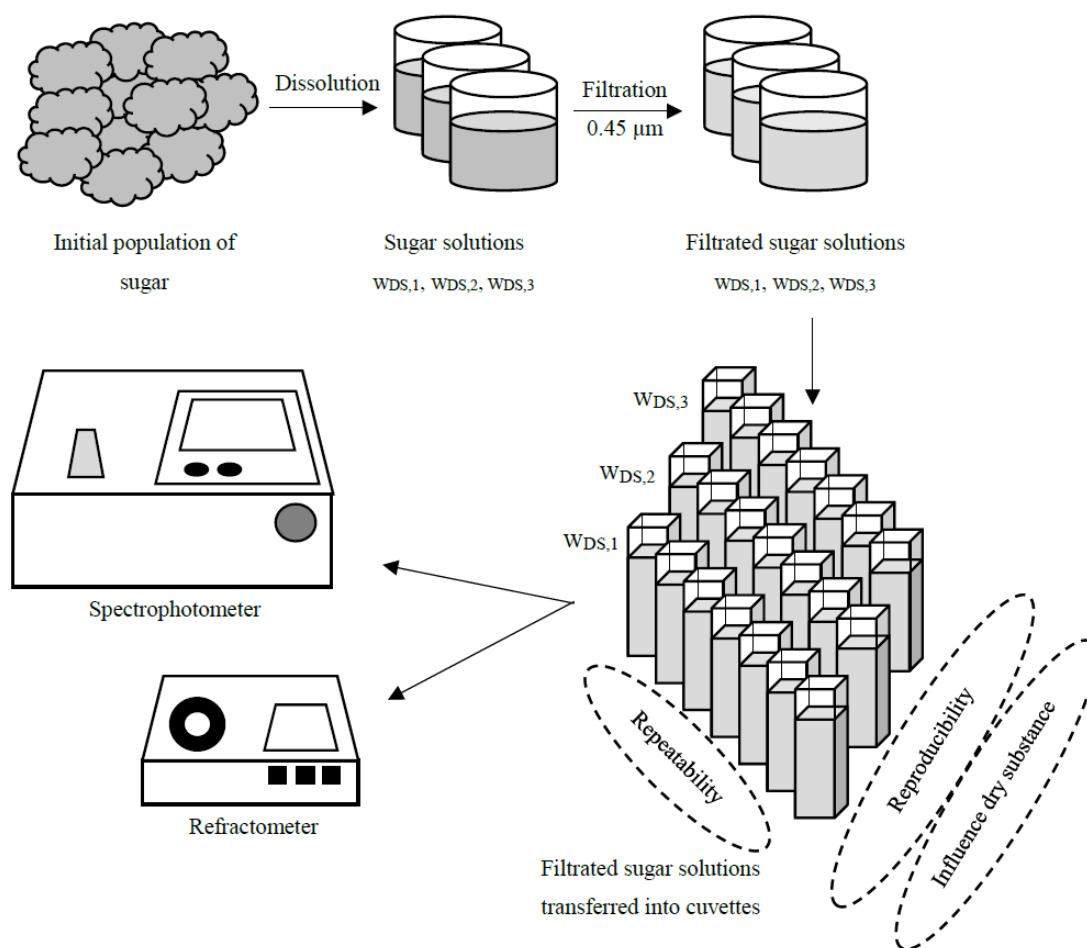 Dissolution
Filtration
0.45 µm
Initial population of
sugar
Sugar solutions
wDS,1, wDS,2, wDS,3
Filtrated sugar solutions
wDS,1, wDS,2, wDS,3
wDS,3
wDS,2
wDS,1
Spectrophotometer
Refractometer
Repeatability
Reproducibility
Influence dry substance
Filtrated sugar solutions
transferred into cuvettes